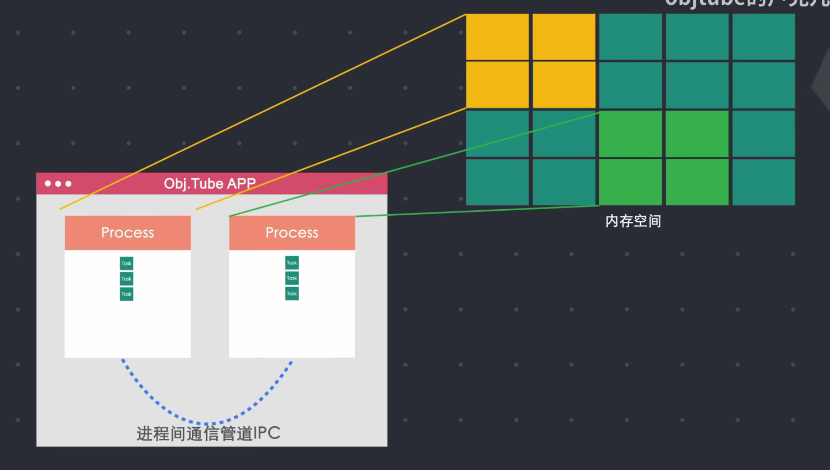 objtube的
Obj.Tube APP
Process
Process
Task
Task
Task
Task
Task
Task
内存空间
进程间通信管道IPC